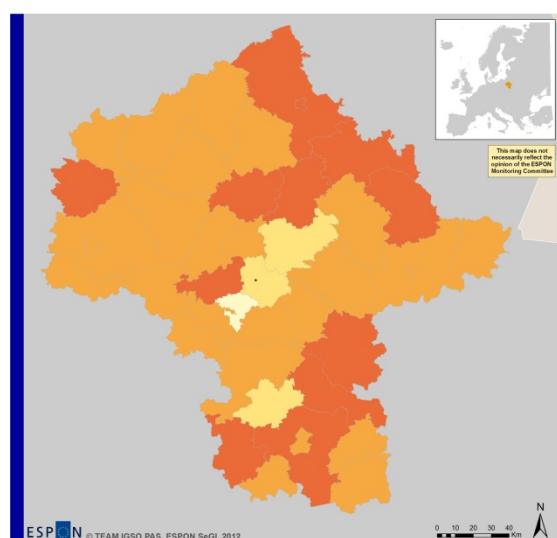 This map does not
necessarily reflect the
opinion of the ESPON
Monitoring Committee
ESPON © TEAM IGSO PAS, ESPON SeGI, 2012
0 5 10 20 30 40
Km
N